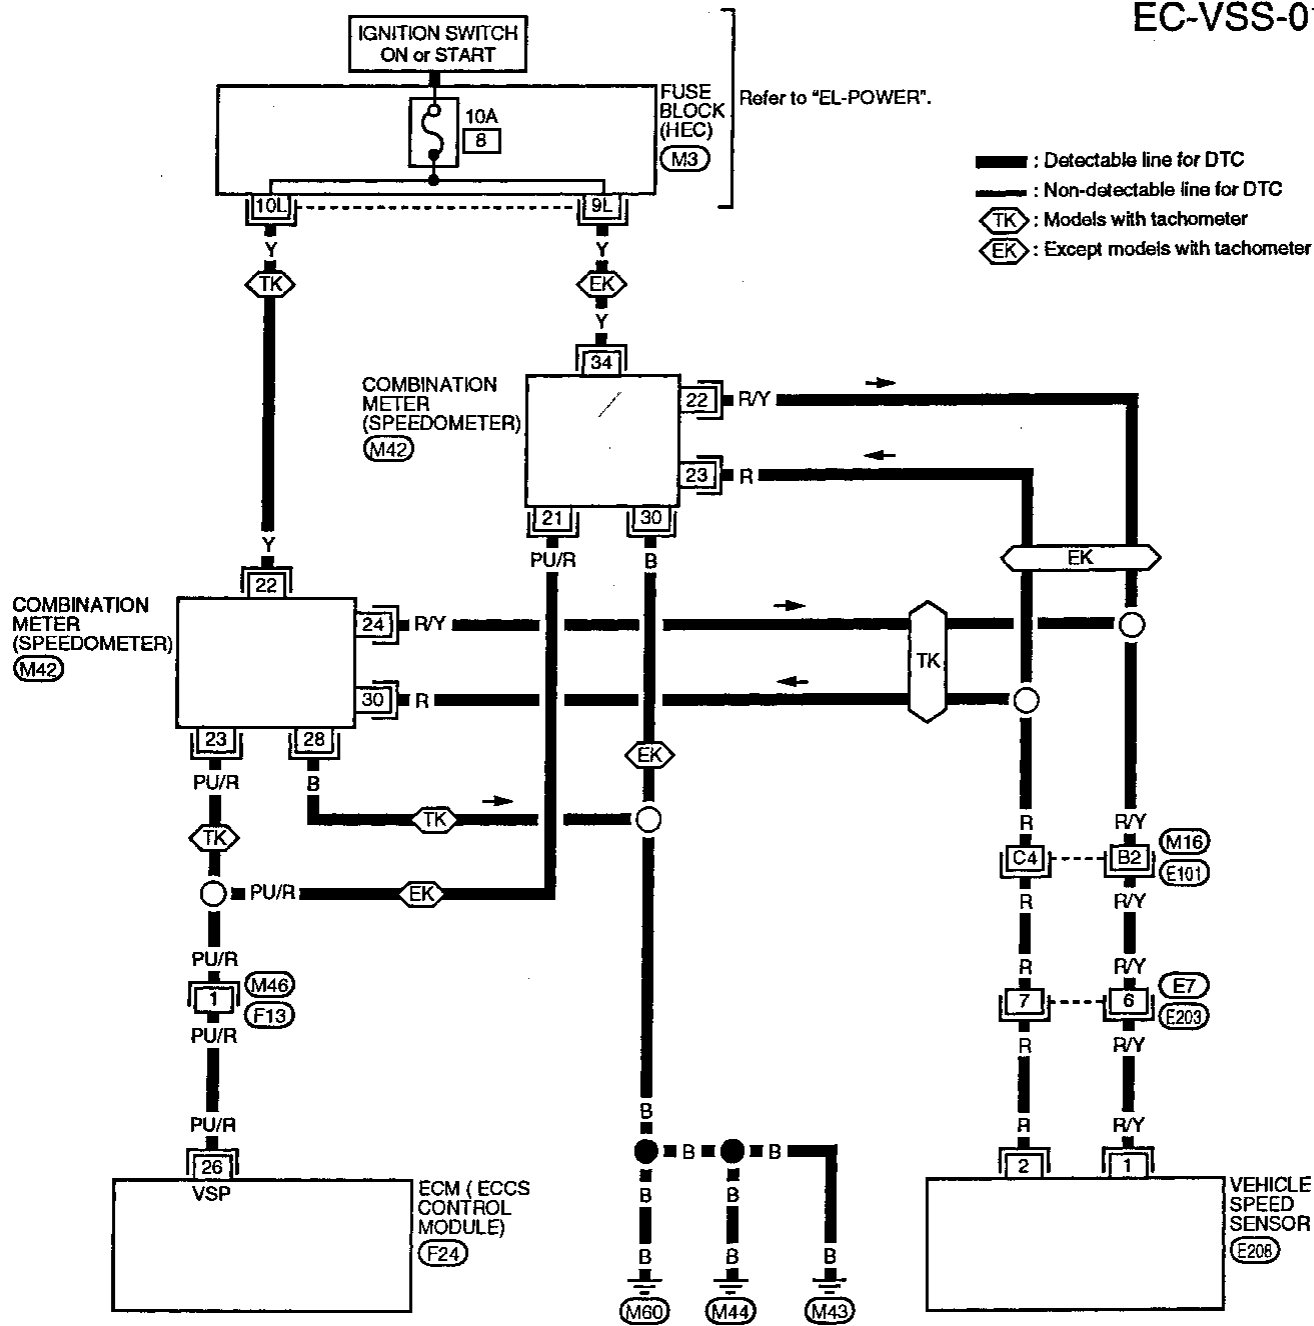 EC-VSS-01
IGNITION SWITCH
ON or START
FUSE
BLOCK
(HEC)
M3
Refer to "EL-POWER".
10A
8
10L
9L
: Detectable line for DTC
: Non-detectable line for DTC
TK : Models with tachometer
EK : Except models with tachometer
Y
Y
TK
EK
Y
34
COMBINATION
METER
(SPEEDOMETER)
M42
22
R/Y
23
R
21
30
PU/R
B
EK
Y
22
COMBINATION
METER
(SPEEDOMETER)
M42
24
R/Y
TK
30
R
23
28
EK
PU/R
B
TK
TK
R
R/Y
C4
B2
M16
E101
PU/R
EK
R
R/Y
PU/R
R
R/Y
1
M46
F13
7
6
E7
E203
PU/R
R
R/Y
B
PU/R
R
R/Y
B
B
26
VSP
2
1
ECM ( ECCS
CONTROL
MODULE)
F24
B
B
VEHICLE
SPEED
SENSOR
E208
B
B
B
M60
M44
M43